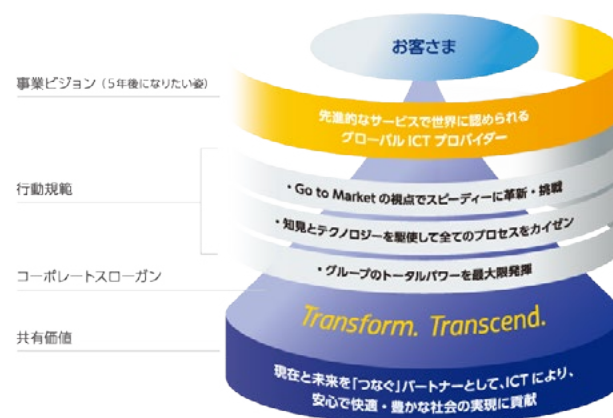 お客さま
事業ビジョン（5年後になりたい姿）
先進的なサービスで世界に認められる
グローバル ICT プロバイダー
行動規範
・Go to Market の視点でスピーディーに革新・挑戦
・知見とテクノロジーを駆使して全てのプロセスをカイゼン
・グループのトータルパワーを最大限発揮
コーポレートスローガン
Transform. Transcend.
共有価値
現在と未来を「つなぐ」パートナーとして、ICTにより、
安心で快適・豊かな社会の実現に貢献